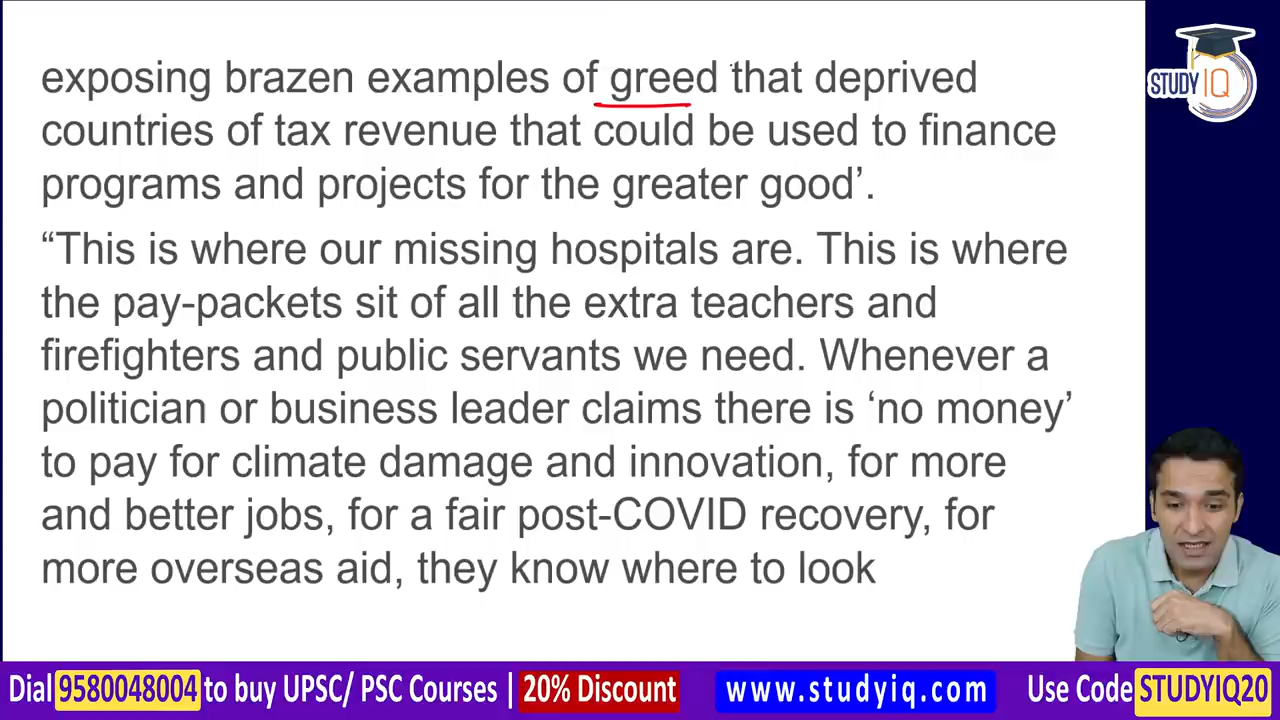 exposing brazen examples of greed that deprived
countries of tax revenue that could be used to finance
programs and projects for the greater good’.
“This is where our missing hospitals are. This is where
the pay-packets sit of all the extra teachers and
firefighters and public servants we need. Whenever a
politician or business leader claims there is ‘no money’
to pay for climate damage and innovation, for more
and better jobs, for a fair post-COVID recovery, for
more overseas aid, they know where to look
STUDY IQ
Dial 9580048004 to buy UPSC/ PSC Courses | 20% Discount www.studyiq.com Use Code STUDYIQ20